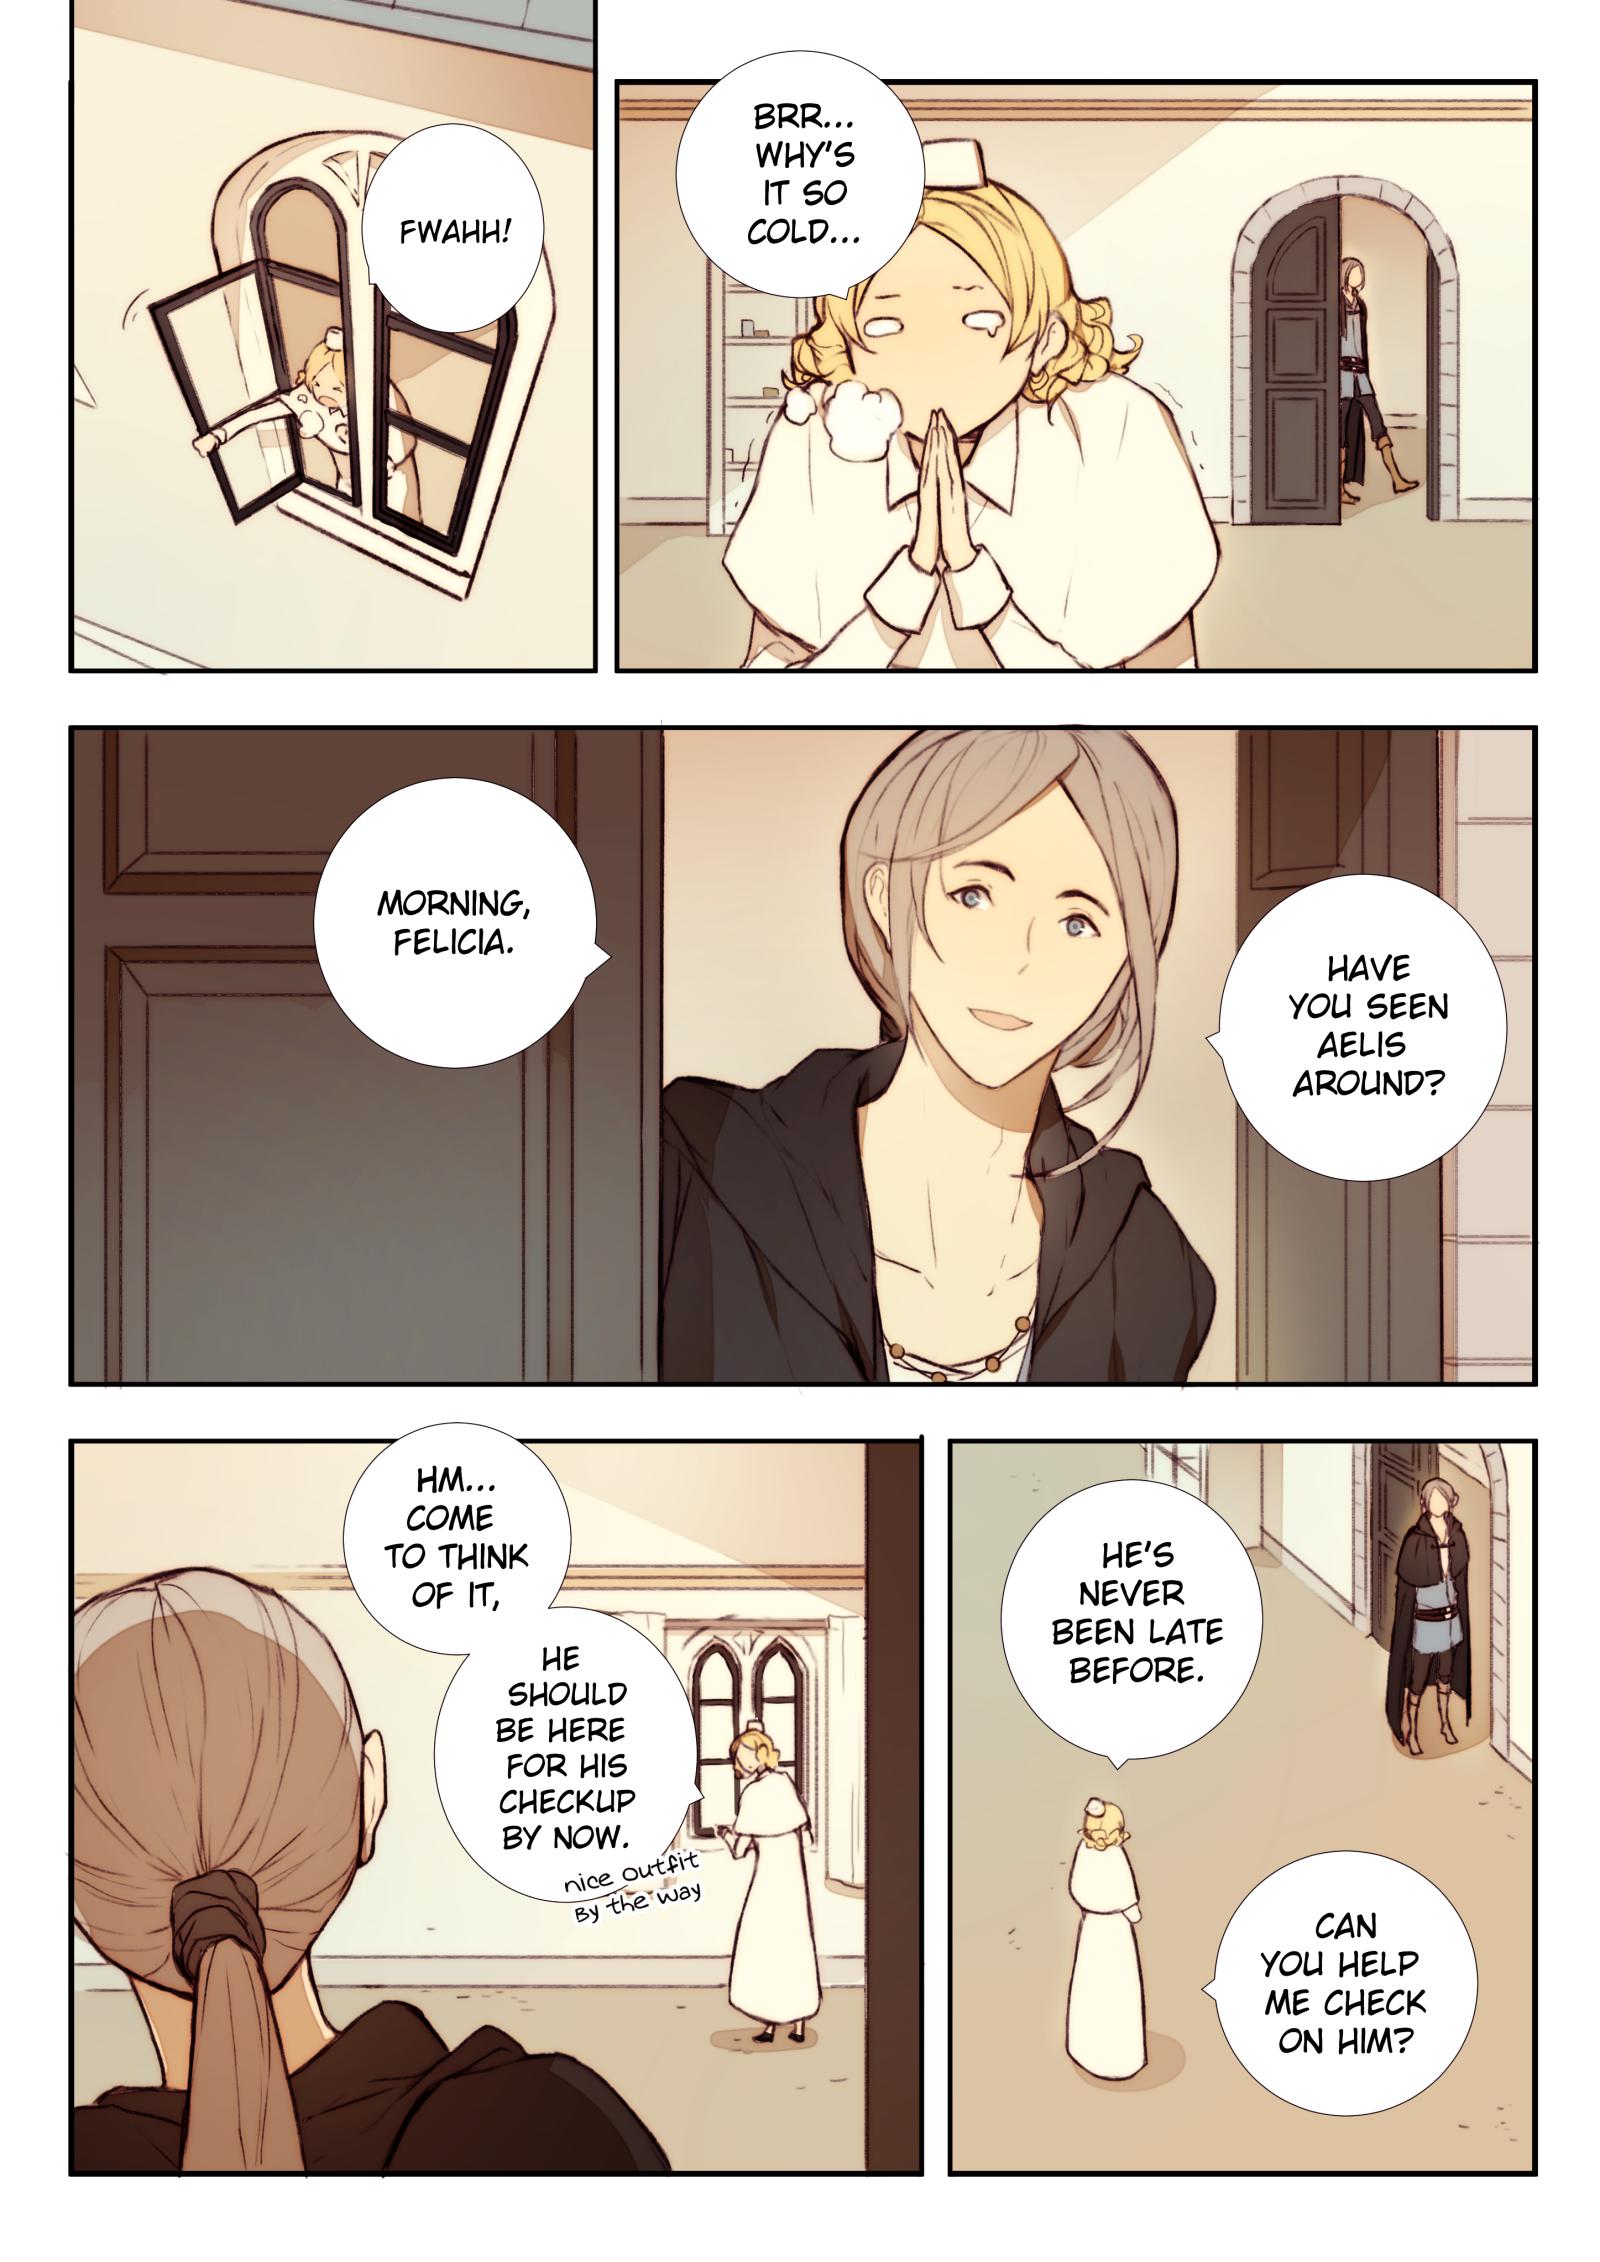 FWAHH!
BRR...
WHY'S
IT SO
COLD...
MORNING,
FELICIA.
HAVE
YOU SEEN
AELIS
AROUND?
HM...
COME
TO THINK
OF IT,
HE
SHOULD
BE HERE
FOR HIS
CHECKUP
BY NOW.
nice outfit
By the way
HE'S
NEVER
BEEN LATE
BEFORE.
CAN
YOU HELP
ME CHECK
ON HIM?